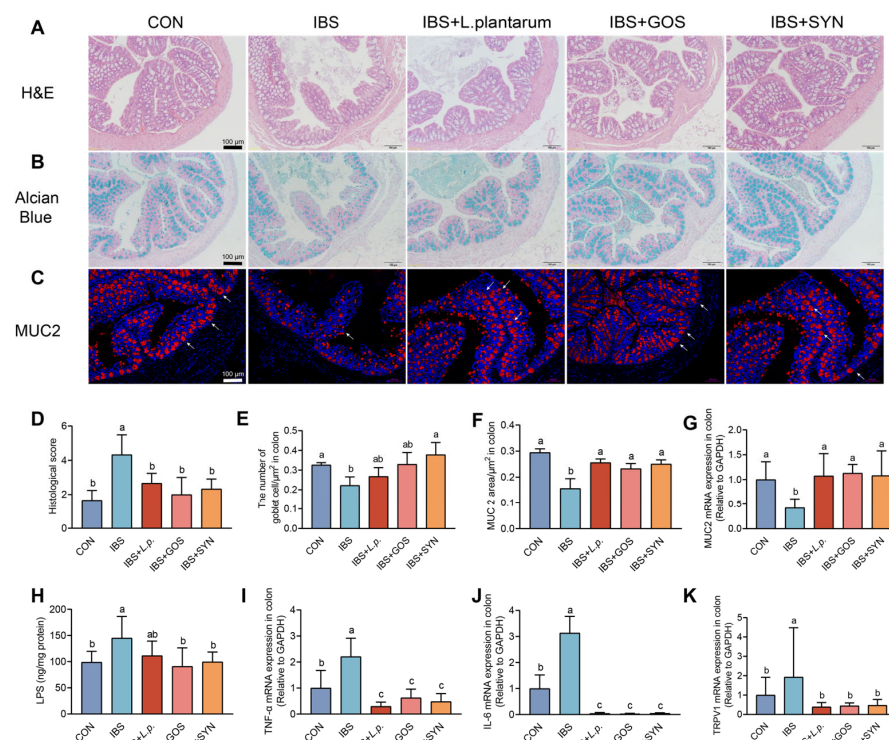 CON IBS IBS+L.plantarum IBS+GOS IBS+SYN
A
H&E
100 μm
B
Alcian
Blue
100 μm
C
MUC2
100 μm
D
Histological score
6
4
2
0
a
b
b
b
b
CON
IBS
IBS+L.p.
IBS+GOS
IBS+SYN
E
The number of
goblet cell/μm² in colon
0.5
0.4
0.3
0.2
0.1
0.0
a
b
ab
ab
a
CON
IBS
IBS+L.p.
IBS+GOS
IBS+SYN
F
MUC 2 area/μm² in colon
0.4
0.3
0.2
0.1
0.0
a
b
a
a
a
CON
IBS
IBS+L.p.
IBS+GOS
IBS+SYN
G
MUC2 mRNA expression in colon
(Relative to GAPDH)
2.0
1.5
1.0
0.5
0.0
a
b
a
a
a
CON
IBS
IBS+L.p.
IBS+GOS
IBS+SYN
H
LPS (ng/mg protein)
200
150
100
50
0
b
a
ab
b
b
CON
IBS
+L.p.
GOS
SYN
I
TNF-α mRNA expression in colon
(Relative to GAPDH)
4
3
2
1
0
b
a
c
c
c
CON
IBS
+L.p.
GOS
SYN
J
IL-6 mRNA expression in colon
(Relative to GAPDH)
4
3
2
1
0
b
a
c
c
c
CON
IBS
+L.p.
GOS
SYN
K
TRPV1 mRNA expression in colon
(Relative to GAPDH)
5
4
3
2
1
0
b
a
b
b
b
CON
IBS
+L.p.
GOS
SYN